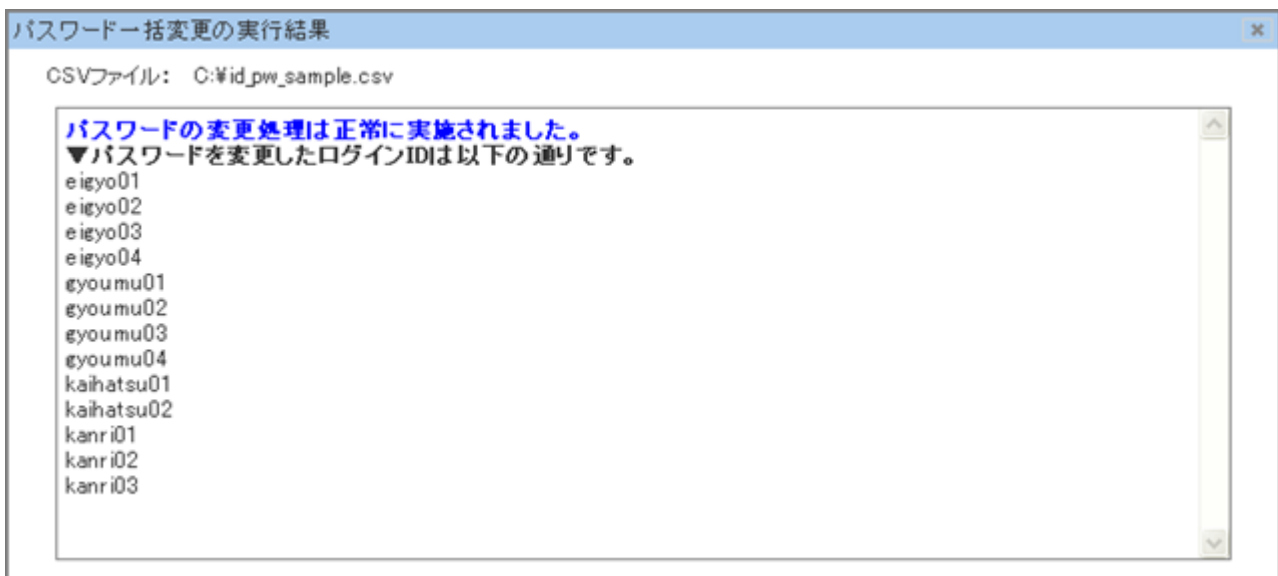 パスワード一括変更の実行結果
CSVファイル： C:¥id_pw_sample.csv
パスワードの変更処理は正常に実施されました。
▼パスワードを変更したログインIDは以下の通りです。
eigyo01
eigyo02
eigyo03
eigyo04
gyoumu01
gyoumu02
gyoumu03
gyoumu04
kaihatsu01
kaihatsu02
kanri01
kanri02
kanri03